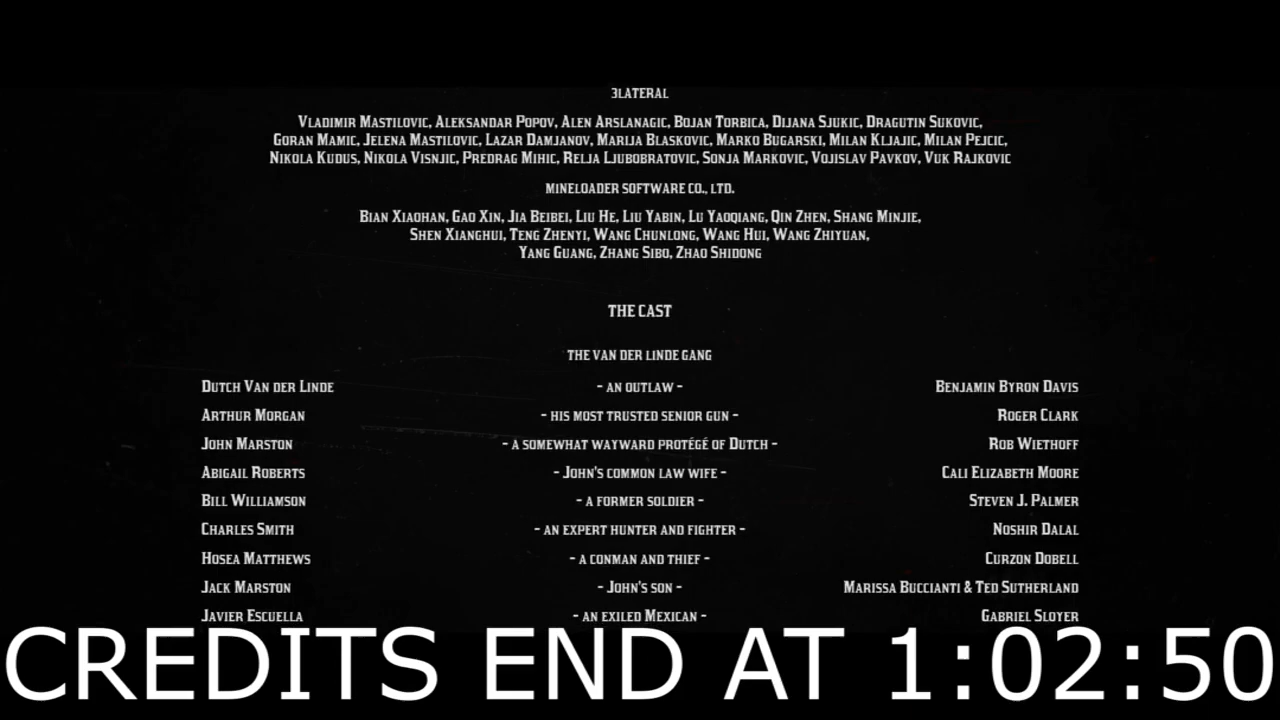 3LATERAL
VLADIMIR MASTILOVIC, ALEKSANDAR POPOV, ALEN ARSLANAGIC, BOJAN TORBICA, DIJANA SJUKIC, DRAGUTIN SUKOVIC,
GORAN MAMIC, JELENA MASTILOVIC, LAZAR DAMJANOV, MARIJA BLASKOVIC, MARKO BUGARSKI, MILAN KLJAJIC, MILAN PEJCIC,
NIKOLA KUDUS, NIKOLA VISNJIC, PREDRAG MIHIC, RELJA LJUBOBRATOVIC, SONJA MARKOVIC, VOJISLAV PAVKOV, VUK RAJKOVIC
MINELOADER SOFTWARE CO., LTD.
BIAN XIAOHAN, GAO XIN, JIA BEIBEI, LIU HE, LIU YABIN, LU YAOQIANG, QIN ZHEN, SHANG MINJIE,
SHEN XIANGHUI, TENG ZHENYI, WANG CHUNLONG, WANG HUI, WANG ZHIYUAN,
YANG GUANG, ZHANG SIBO, ZHAO SHIDONG
THE CAST
THE VAN DER LINDE GANG
DUTCH VAN DER LINDE - AN OUTLAW - BENJAMIN BYRON DAVIS
ARTHUR MORGAN - HIS MOST TRUSTED SENIOR GUN - ROGER CLARK
JOHN MARSTON - A SOMEWHAT WAYWARD PROTÉGÉ OF DUTCH - ROB WIETHOFF
ABIGAIL ROBERTS - JOHN'S COMMON LAW WIFE - CALI ELIZABETH MOORE
BILL WILLIAMSON - A FORMER SOLDIER - STEVEN J. PALMER
CHARLES SMITH - AN EXPERT HUNTER AND FIGHTER - NOSHIR DALAL
HOSEA MATTHEWS - A CONMAN AND THIEF - CURZON DOBELL
JACK MARSTON - JOHN'S SON - MARISSA BUCCIANTI & TED SUTHERLAND
JAVIER ESCUELLA - AN EXILED MEXICAN - GABRIEL SLOYER
CREDITS END AT 1:02:50